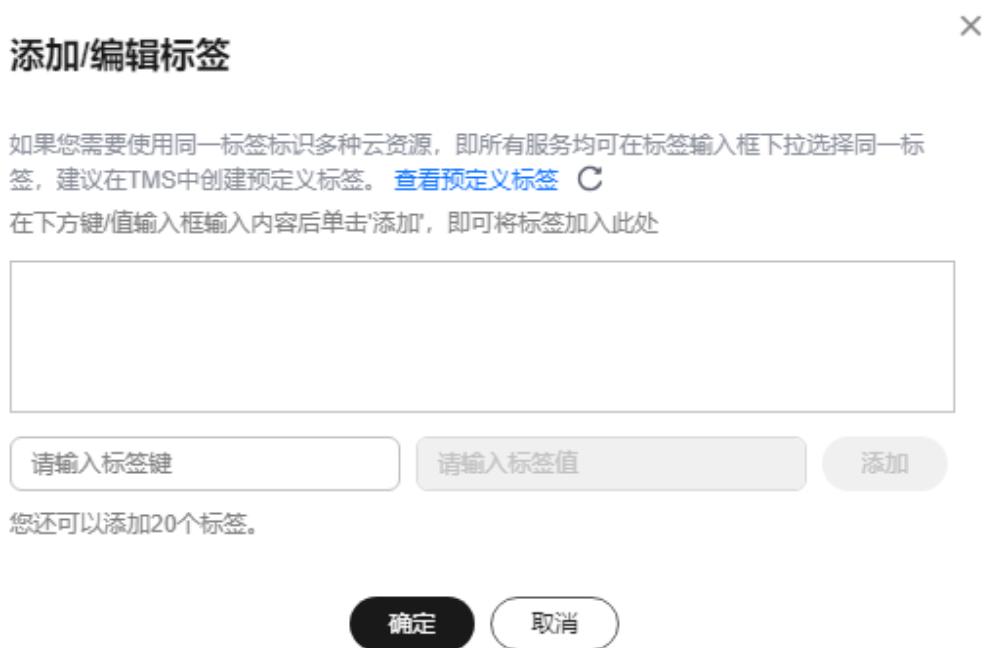 添加/编辑标签
如果您需要使用同一标签标识多种云资源，即所有服务均可在标签输入框下拉选择同一标
签，建议在TMS中创建预定义标签。 查看预定义标签
在下方键/值输入框输入内容后单击'添加'，即可将标签加入此处
请输入标签键 请输入标签值 添加
您还可以添加20个标签。
确定 取消